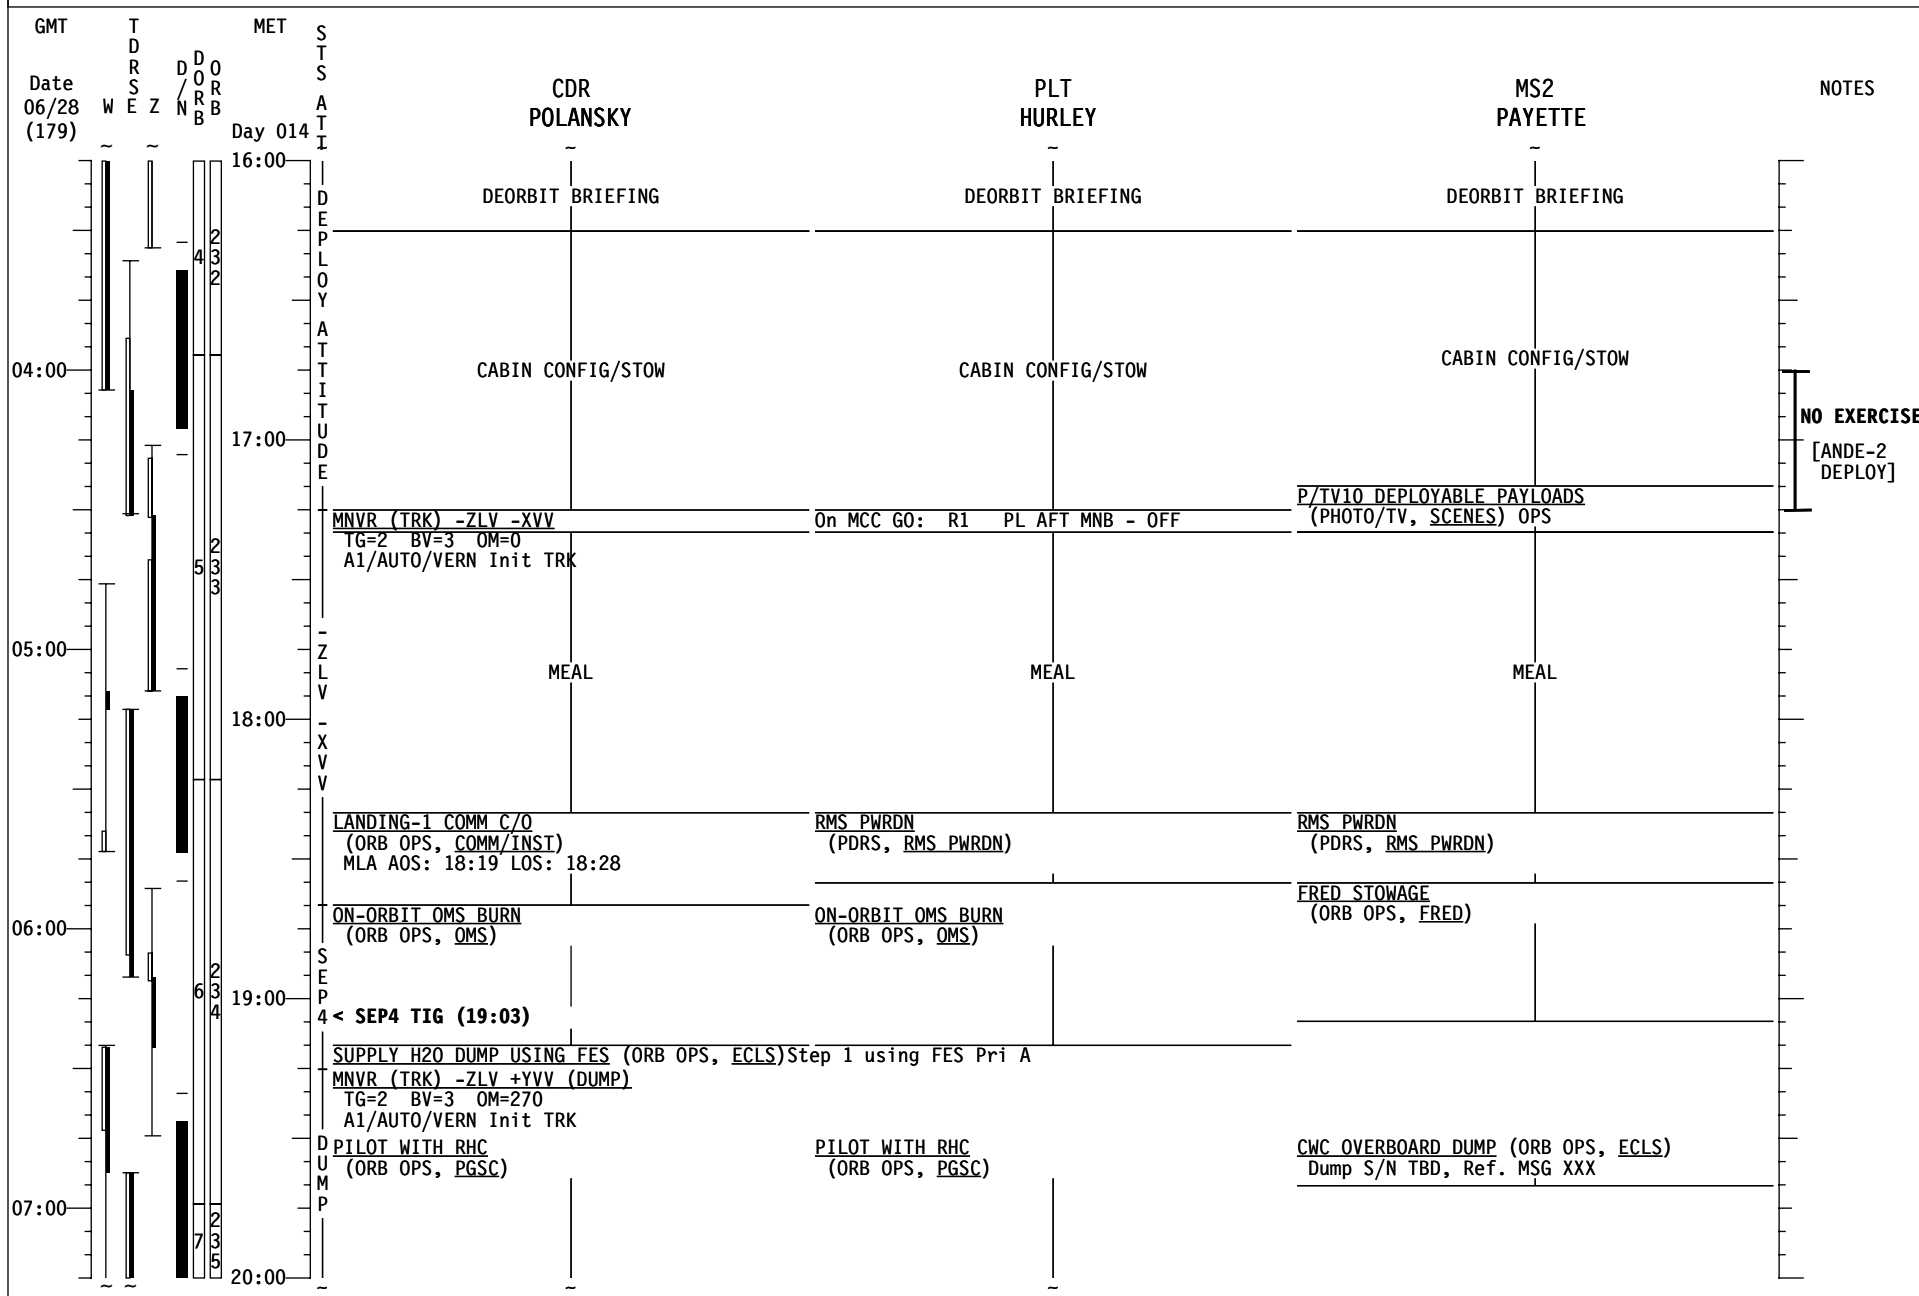 GMT
TDRSE
MET
STS ATT
Date
06/28
(179)
W E Z
D/N
DORB
ORB
Day 014
CDR
POLANSKY
PLT
HURLEY
MS2
PAYETTE
NOTES
~ ~ ~ ~ ~
16:00
DEORBIT BRIEFING DEORBIT BRIEFING DEORBIT BRIEFING
DEPLOY ATTITUDE
4 232
04:00
CABIN CONFIG/STOW CABIN CONFIG/STOW CABIN CONFIG/STOW
NO EXERCISE
17:00
[ANDE-2
DEPLOY]
P/TV10 DEPLOYABLE PAYLOADS
(PHOTO/TV, SCENES) OPS
MNVR (TRK) -ZLV -XVV
TG=2 BV=3 OM=0
A1/AUTO/VERN Init TRK
On MCC GO: R1 PL AFT MNB - OFF
5 233
-ZLV -XVV
05:00
MEAL MEAL MEAL
18:00
LANDING-1 COMM C/O
(ORB OPS, COMM/INST)
MLA AOS: 18:19 LOS: 18:28
RMS PWRDN
(PDRS, RMS PWRDN)
RMS PWRDN
(PDRS, RMS PWRDN)
FRED STOWAGE
(ORB OPS, FRED)
06:00
ON-ORBIT OMS BURN
(ORB OPS, OMS)
ON-ORBIT OMS BURN
(ORB OPS, OMS)
SEP4
6 234
19:00
< SEP4 TIG (19:03)
SUPPLY H2O DUMP USING FES (ORB OPS, ECLS)Step 1 using FES Pri A
MNVR (TRK) -ZLV +YVV (DUMP)
TG=2 BV=3 OM=270
A1/AUTO/VERN Init TRK
DUMP
PILOT WITH RHC
(ORB OPS, PGSC)
PILOT WITH RHC
(ORB OPS, PGSC)
CWC OVERBOARD DUMP (ORB OPS, ECLS)
Dump S/N TBD, Ref. MSG XXX
07:00
7 235
20:00
~ ~ ~ ~ ~